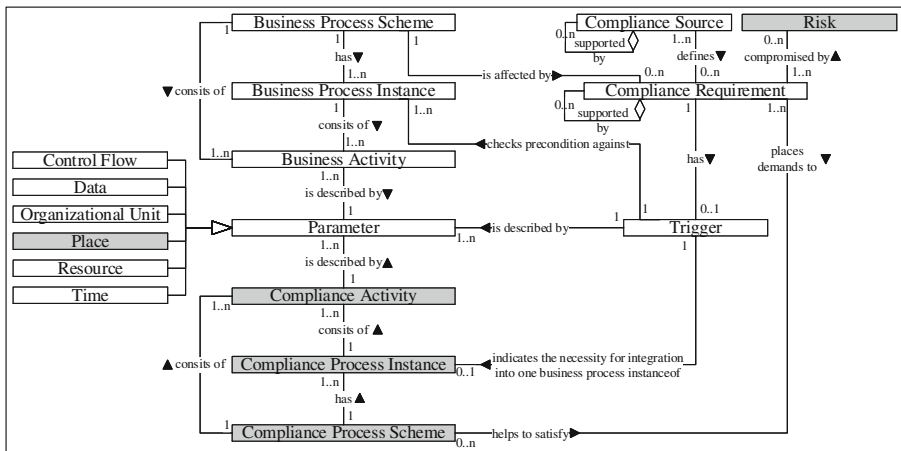 Business Process Scheme
Compliance Source
Risk
1
1
1
0..n
supported
by
1..n
0..n
has▼
defines▼
compromised by▲
is affected by ►
1..n
0..n
0..n
1..n
Business Process Instance
Compliance Requirement
▼ consits of
1
1..n
0..n
supported
by
1
1..n
consits of ▼
1..n
◄checks precondition against
places
demands to ▼
1..n
Business Activity
has▼
Control Flow
1..n
Data
is described by▼
Organizational Unit
1
1
1
0..1
Parameter
◄is described by
Trigger
Place
1..n
1..n
1
Resource
is described by▲
Time
1
1..n
Compliance Activity
1..n
consits of ▲
▲ consits of
1
◄ indicates the necessity for integration
into one business process instanceof
Compliance Process Instance
0..1
1..n
has▲
1
1
Compliance Process Scheme
0..n
helps to satisfy►